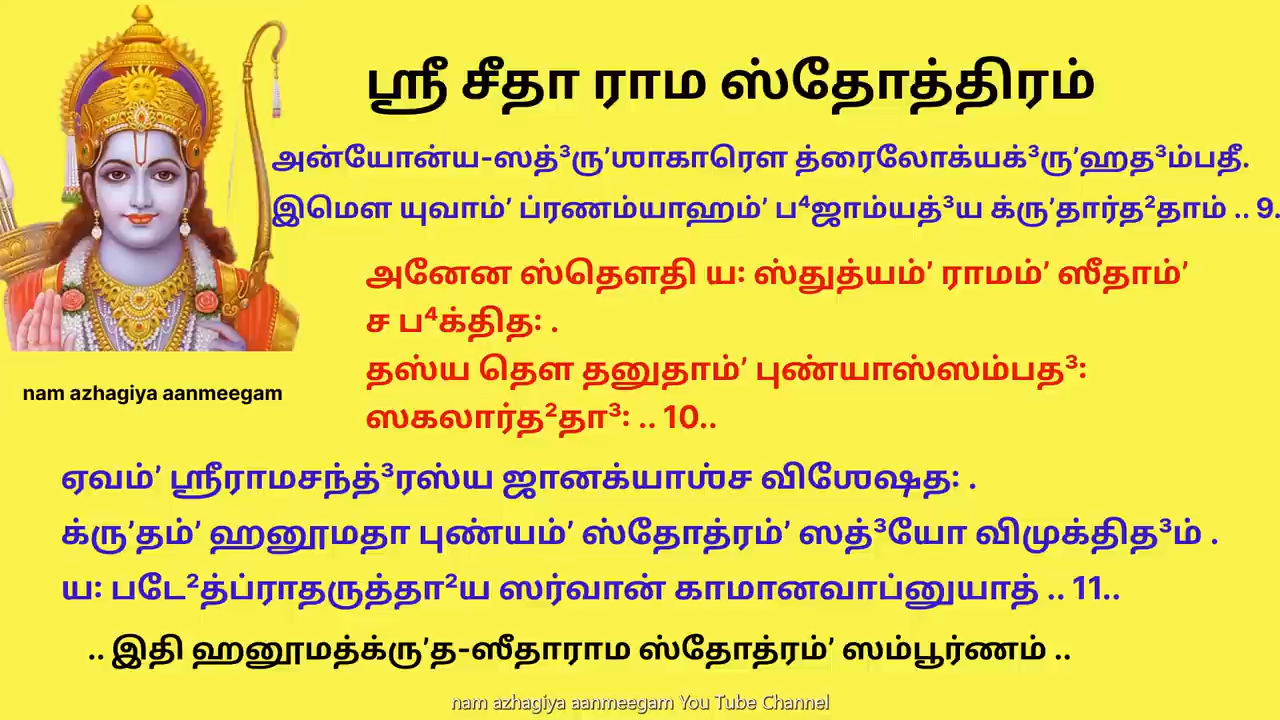 ஸ்ரீ சீதா ராம ஸ்தோத்திரம்
அன்யோன்ய-ஸத்³ரு’ஶாகாரௌ த்ரைலோக்யக்³ரு’ஹத³ம்பதீ.
இமௌ யுவாம்’ ப்ரணம்யாஹம்’ ப⁴ஜாம்யத்³ய க்ரு’தார்த²தாம் .. 9.
அனேன ஸ்தௌதி ய: ஸ்துத்யம்’ ராமம்’ ஸீதாம்’
ச ப⁴க்தித: .
தஸ்ய தௌ தனுதாம்’ புண்யாஸ்ஸம்பத³:
ஸகலார்த²தா³: .. 10..
nam azhagiya aanmeegam
ஏவம்’ ஸ்ரீராமசந்த்³ரஸ்ய ஜானக்யாஶ்ச விஶேஷத: .
க்ரு’தம்’ ஹனூமதா புண்யம்’ ஸ்தோத்ரம்’ ஸத்³யோ விமுக்தித³ம் .
ய: படே²த்ப்ராதருத்தா²ய ஸர்வான் காமானவாப்னுயாத் .. 11..
.. இதி ஹனூமத்க்ரு’த-ஸீதாராம ஸ்தோத்ரம்’ ஸம்பூர்ணம் ..
nam azhagiya aanmeegam You Tube Channel